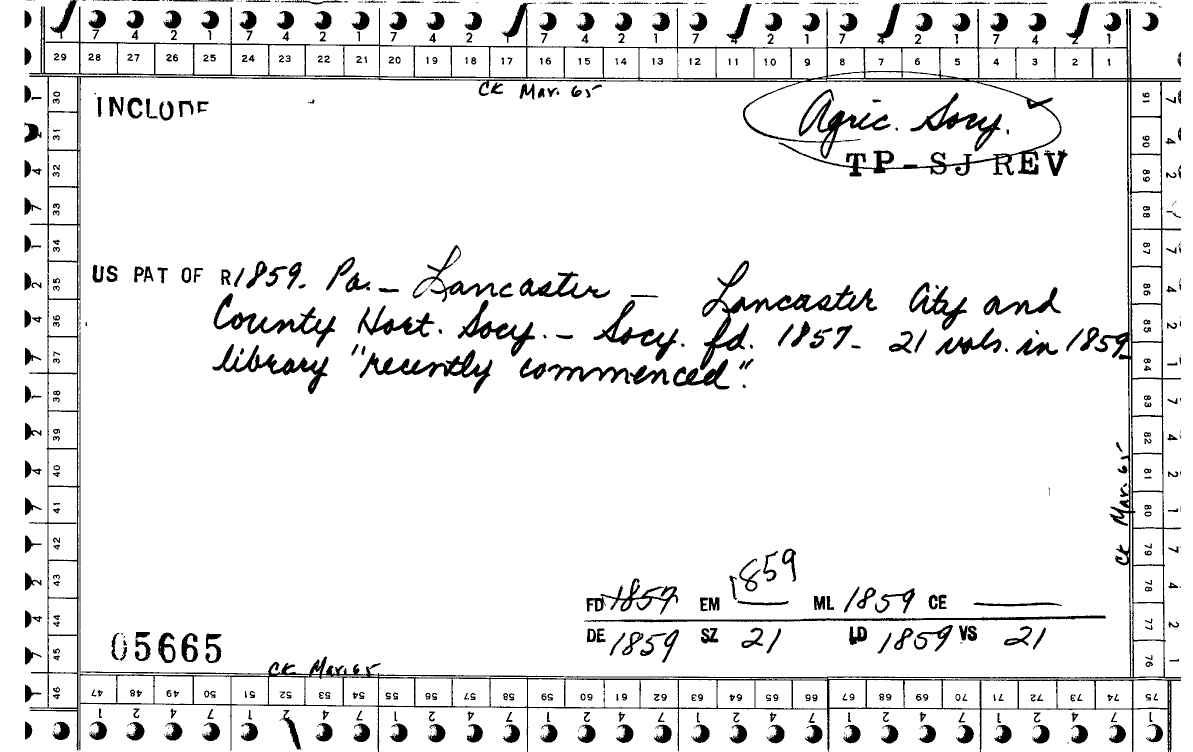 7 4 2 1 7 4 2 1 7 4 2 1 7 4 2 1 7 4 2 1 7 4 2 1 7 4 2 1
29 28 27 26 25 24 23 22 21 20 19 18 17 16 15 14 13 12 11 10 9 8 7 6 5 4 3 2 1
CK Mar. 65
INCLUDE
Agric. Socy.
TP-SJ REV
US PAT OF R 1859. Pa. — Lancaster — Lancaster City and
County Hort. Socy. — Socy. fd. 1857 - 21 vols. in 1859
library "recently commenced".
FD 1857 EM 1859 ML 1859 CE
DE 1859 SZ 21 LD 1859 VS 21
05665
CK Mar. 65
CK Mar. 65
30 31 32 33 34 35 36 37 38 39 40 41 42 43 44 45 46
91 90 89 88 87 86 85 84 83 82 81 80 79 78 77 76 75
47 48 49 50 51 52 53 54 55 56 57 58 59 60 61 62 63 64 65 66 67 68 69 70 71 72 73 74 75
1 2 4 7 1 2 4 7 1 2 4 7 1 2 4 7 1 2 4 7 1 2 4 7 1 2 4 7 1